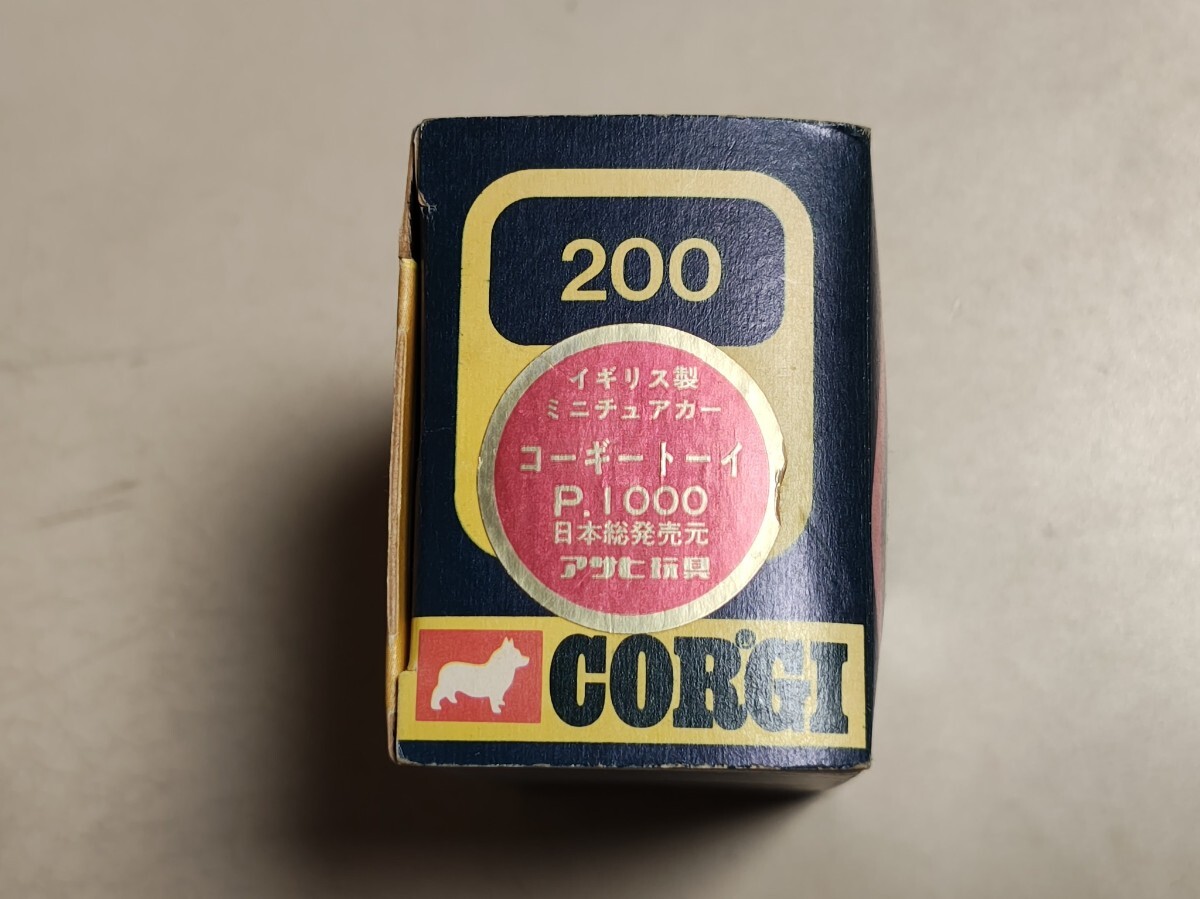 200
イギリス製
ミニチュアカー
コーギートーイ
P.1000
日本総発売元
アサヒ玩具
CORGI